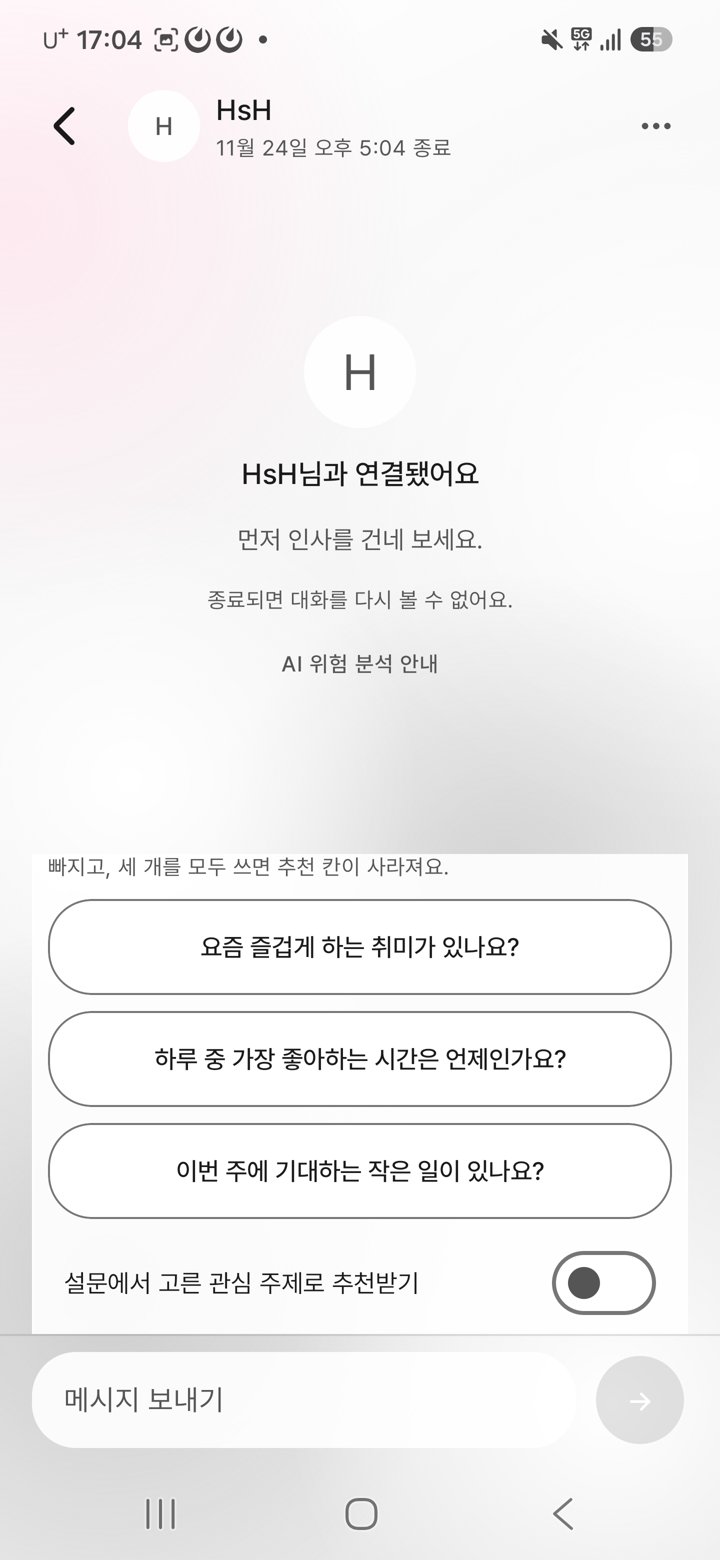 U+ 17:04 5G 55
H HsH
11월 24일 오후 5:04 종료
H
HsH님과 연결됐어요
먼저 인사를 건네 보세요.
종료되면 대화를 다시 볼 수 없어요.
AI 위험 분석 안내
빠지고, 세 개를 모두 쓰면 추천 칸이 사라져요.
요즘 즐겁게 하는 취미가 있나요?
하루 중 가장 좋아하는 시간은 언제인가요?
이번 주에 기대하는 작은 일이 있나요?
설문에서 고른 관심 주제로 추천받기
메시지 보내기